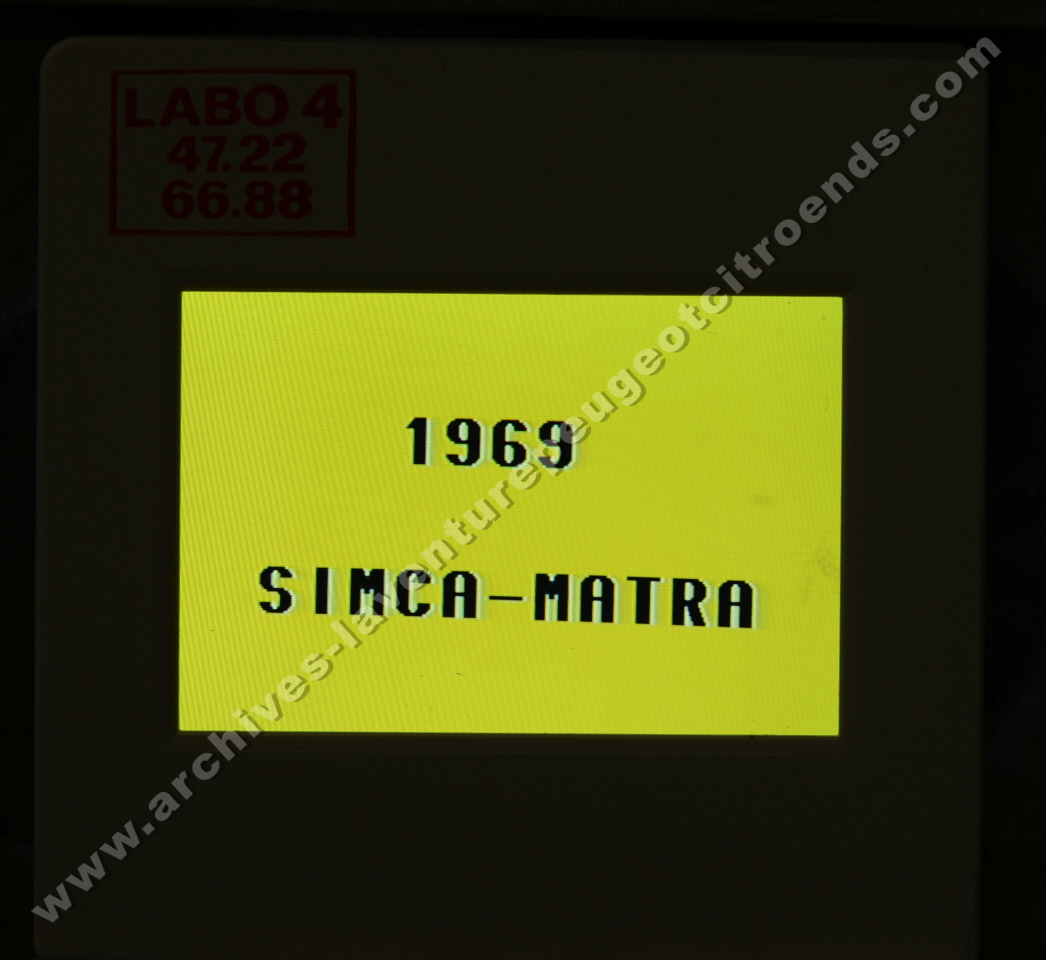 LABO 4
47.22
66.88
1969
SIMCA-MATRA
www.archives-laventurepeugeotcitroends.com